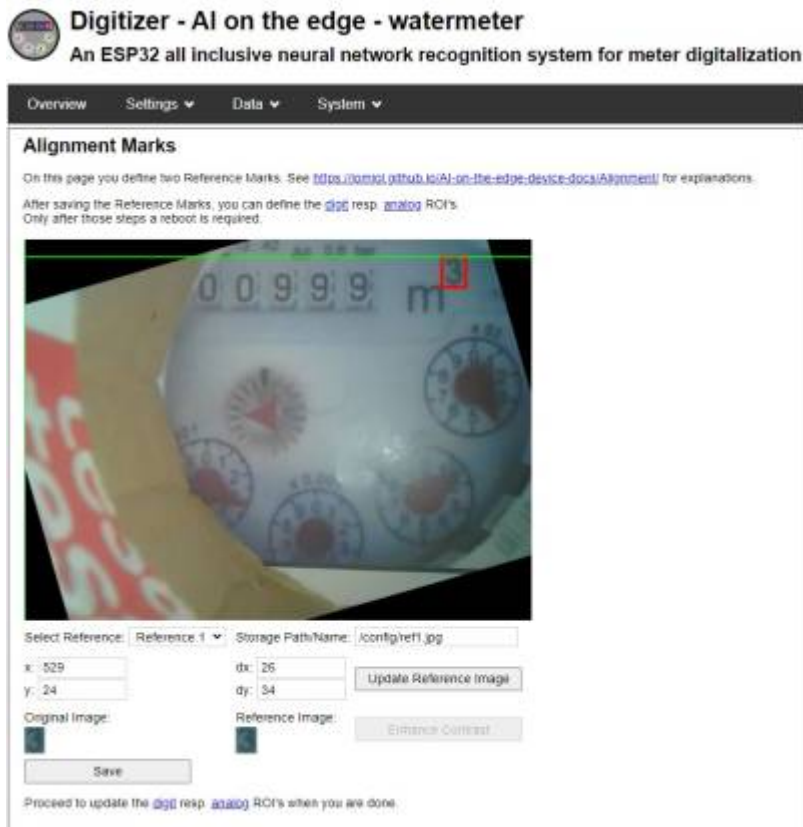 Digitizer - AI on the edge - watermeter
An ESP32 all inclusive neural network recognition system for meter digitalization
Overview Settings Data System
Alignment Marks
On this page you define two Reference Marks. See https://jomjol.github.io/AI-on-the-edge-device-docs/Alignment/ for explanations.
After saving the Reference Marks, you can define the digit resp. analog ROI's.
Only after those steps a reboot is required.
0 0 9 9 9 m 3
Select Reference: Reference 1 Storage Path/Name: /config/ref1.jpg
x: 529 dx: 26 Update Reference Image
y: 24 dy: 34
Original Image: Reference Image: Enhance Contrast
Save
Proceed to update the digit resp. analog ROI's when you are done.